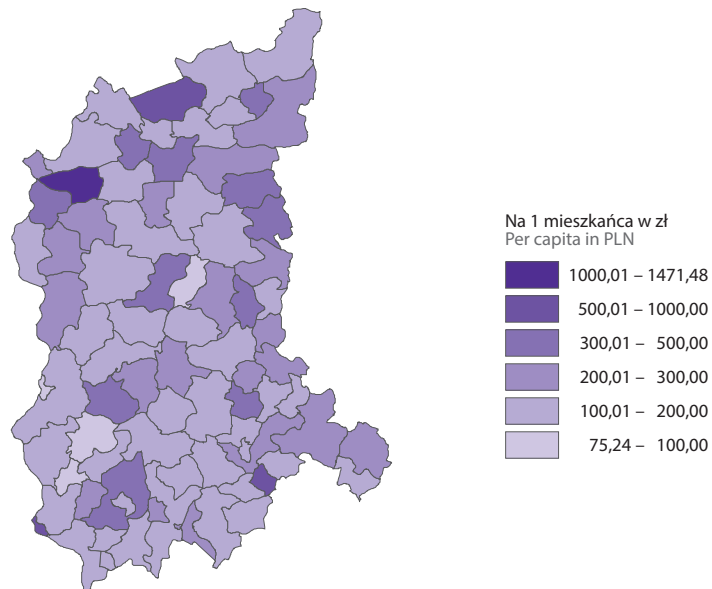 Na 1 mieszkańca w zł
Per capita in PLN
1000,01 – 1471,48
500,01 – 1000,00
300,01 – 500,00
200,01 – 300,00
100,01 – 200,00
75,24 – 100,00